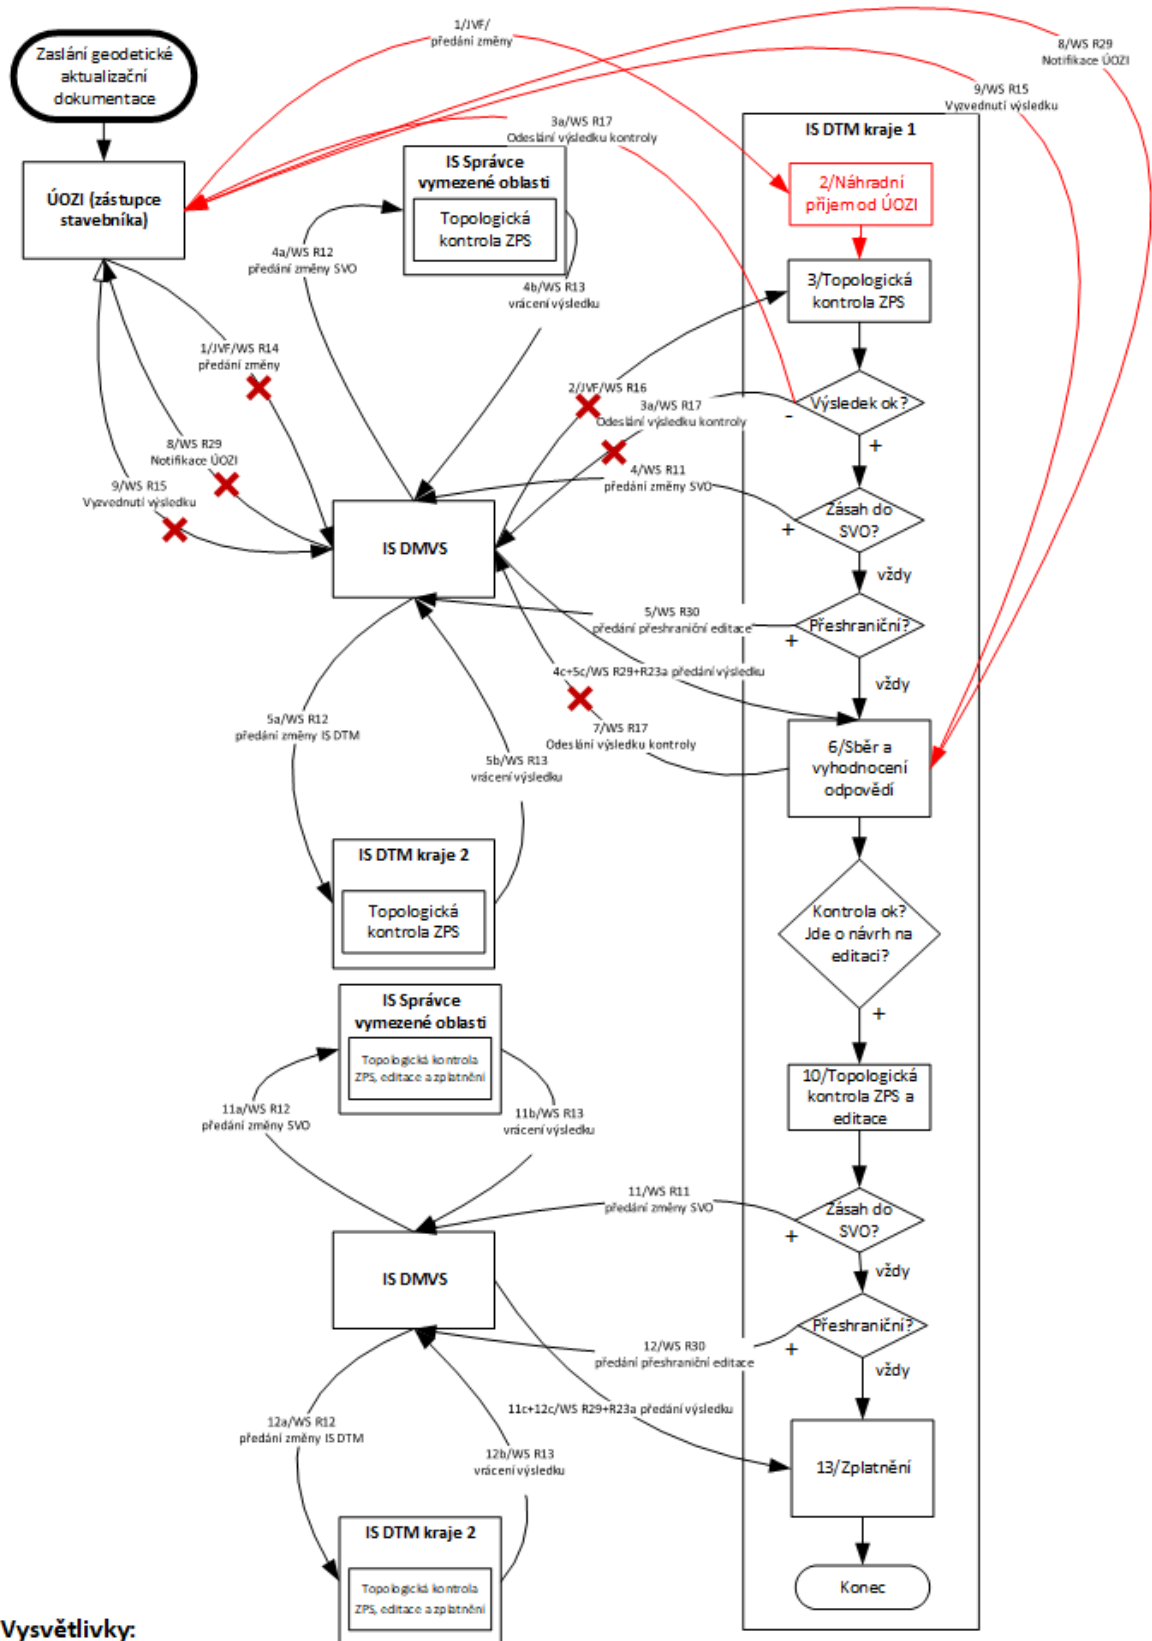 1/JVF/
předání změny
8/WS R29
Notifikace ÚOZI
9/WS R15
Vyzvednutí výsledku
Zaslání geodetické
aktualizační
dokumentace
3a/WS R17
Odeslání výsledku kontroly
IS DTM kraje 1
ÚOZI (zástupce
stavebníka)
IS Správce
vymezené oblasti
Topologická
kontrola ZPS
2/Náhradní
příjem od ÚOZI
4a/WS R12
předání změny SVO
4b/WS R13
vrácení výsledku
3/Topologická
kontrola ZPS
1/JVF/WS R14
předání změny
2/JVF/WS R16
3a/WS R17
Odeslání výsledku kontroly
Výsledek ok?
-
+
8/WS R29
Notifikace ÚOZI
9/WS R15
Vyzvednutí výsledku
4/WS R11
předání změny SVO
Zásah do
SVO?
+
vždy
IS DMVS
5/WS R30
předání přeshraniční editace
Přeshraniční?
+
vždy
4c+5c/WS R29+R23a předání výsledku
5a/WS R12
předání změny IS DTM
7/WS R17
Odeslání výsledku kontroly
5b/WS R13
vrácení výsledku
6/Sběr a
vyhodnocení
odpovědí
IS DTM kraje 2
Topologická
kontrola ZPS
Kontrola ok?
Jde o návrh na
editaci?
+
IS Správce
vymezené oblasti
Topologická kontrola
ZPS, editace a zplatnění
11a/WS R12
předání změny SVO
11b/WS R13
vrácení výsledku
10/Topologická
kontrola ZPS a
editace
11/WS R11
předání změny SVO
Zásah do
SVO?
+
vždy
IS DMVS
12/WS R30
předání přeshraniční editace
Přeshraniční?
+
vždy
11c+12c/WS R29+R23a předání výsledku
12a/WS R12
předání změny IS DTM
12b/WS R13
vrácení výsledku
13/Zplatnění
IS DTM kraje 2
Topologická kontrola
ZPS, editace a zplatnění
Konec
Vysvětlivky: